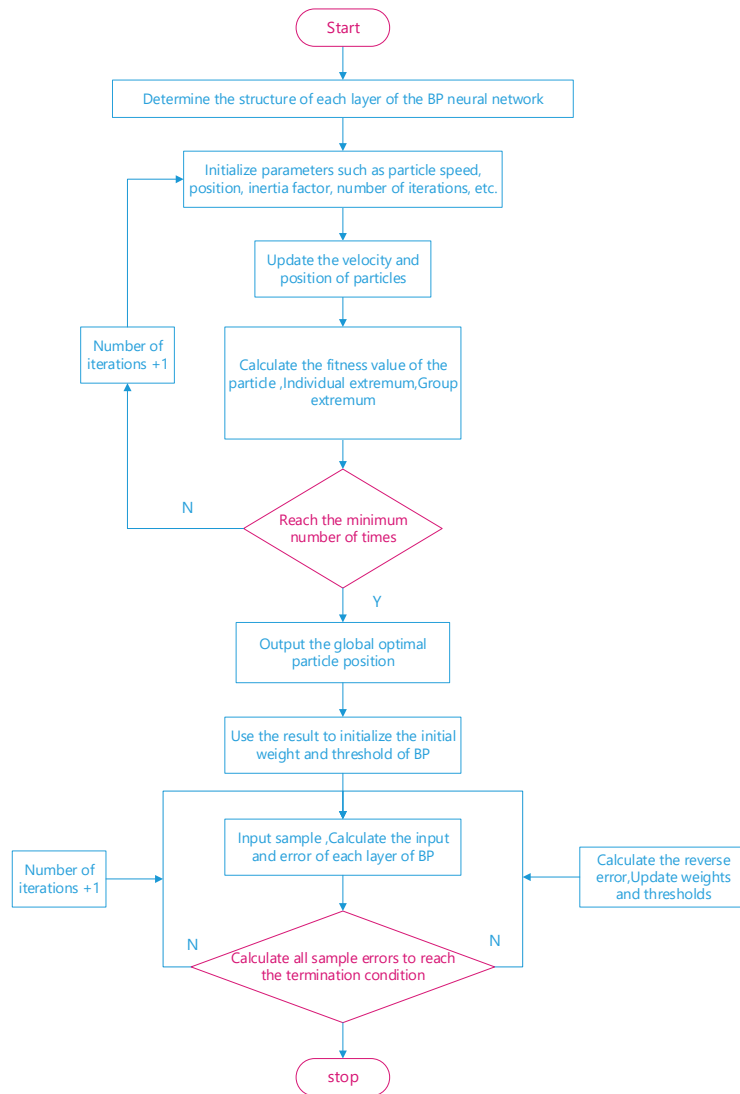 Start
Determine the structure of each layer of the BP neural network
Initialize parameters such as particle speed,
position, inertia factor, number of iterations, etc.
Update the velocity and
position of particles
Number of
iterations +1
Calculate the fitness value of the
particle ,Individual extremum,Group
extremum
N
Reach the minimum
number of times
Y
Output the global optimal
particle position
Use the result to initialize the initial
weight and threshold of BP
Input sample ,Calculate the input
and error of each layer of BP
Number of
iterations +1
Calculate the reverse
error,Update weights
and thresholds
N
N
Calculate all sample errors to reach
the termination condition
stop